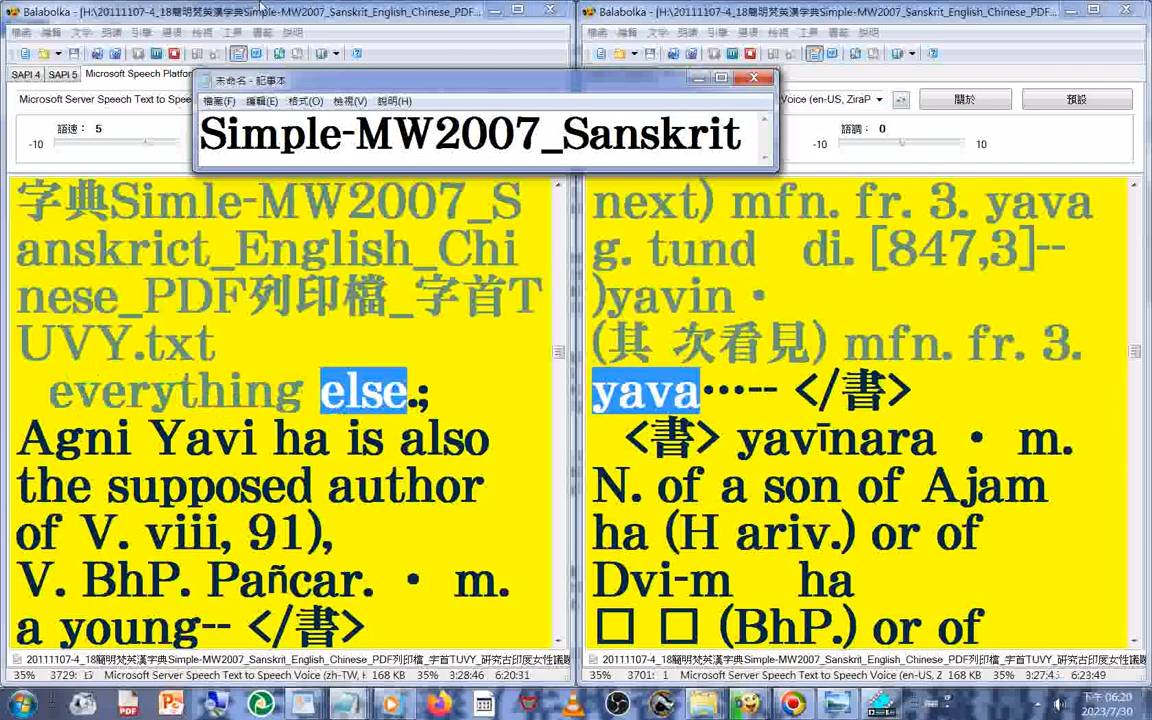 Balabolka - [H:\20111107-4_18簡明梵英漢字典Simple-MW2007_Sanskrit_English_Chinese_PDF...
Balabolka - [H:\20111107-4_18簡明梵英漢字典Simple-MW2007_Sanskrit_English_Chinese_PDF...
SAPI 4 SAPI 5 Microsoft Speech Platfo
未命名 - 記事本
檔案(F) 編輯(E) 格式(O) 檢視(V) 說明(H)
Simple-MW2007_Sanskrit
Microsoft Server Speech Text to Spee
Voice (en-US, ZiraP
關於
預設
語速： 5
-10
語調： 0
-10 10
字典Simle-MW2007_S
anskrict_English_Chi
nese_PDF列印檔_字首T
UVY.txt
everything else.;
Agni Yavi ha is also
the supposed author
of V. viii, 91),
V. BhP. Pañcar. • m.
a young-- </書>
next) mfn. fr. 3. yava
g. tund di. [847,3]--
)yavin •
(其 次看見) mfn. fr. 3.
yava…-- </書>
<書> yavīnara • m.
N. of a son of Ajam
ha (H ariv.) or of
Dvi-m ha
□ □ (BhP.) or of
20111107-4_18簡明梵英漢字典Simple-MW2007_Sanskrit_English_Chinese_PDF列印檔_字首TUVY_研究古印度女性議題
20111107-4_18簡明梵英漢字典Simple-MW2007_Sanskrit_English_Chinese_PDF列印檔_字首TUVY_研究古印度女性議題
35% 3729: Microsoft Server Speech Text to Speech Voice (zh-TW, 168 KB 3:28:46 6:20:31
35% 3701: 1 Microsoft Server Speech Text to Speech Voice (en-US, 168 KB 3:27:4 6:23:49
下午 06:20
2023/7/30